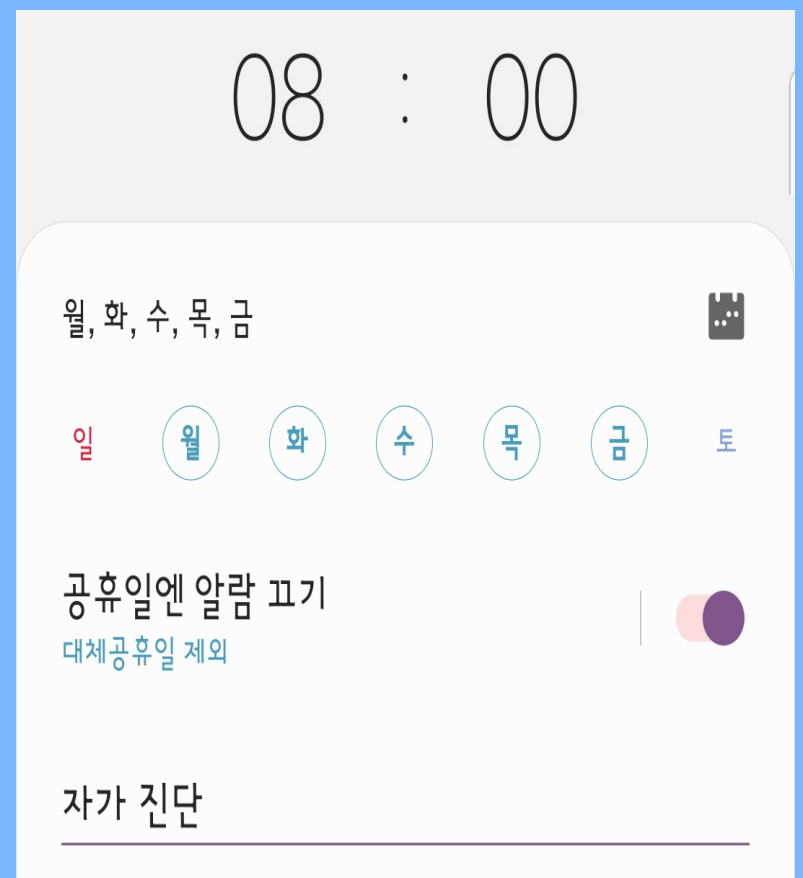 08 : 00
월, 화, 수, 목, 금
일 월 화 수 목 금 토
공휴일엔 알람 끄기
대체공휴일 제외
자가 진단